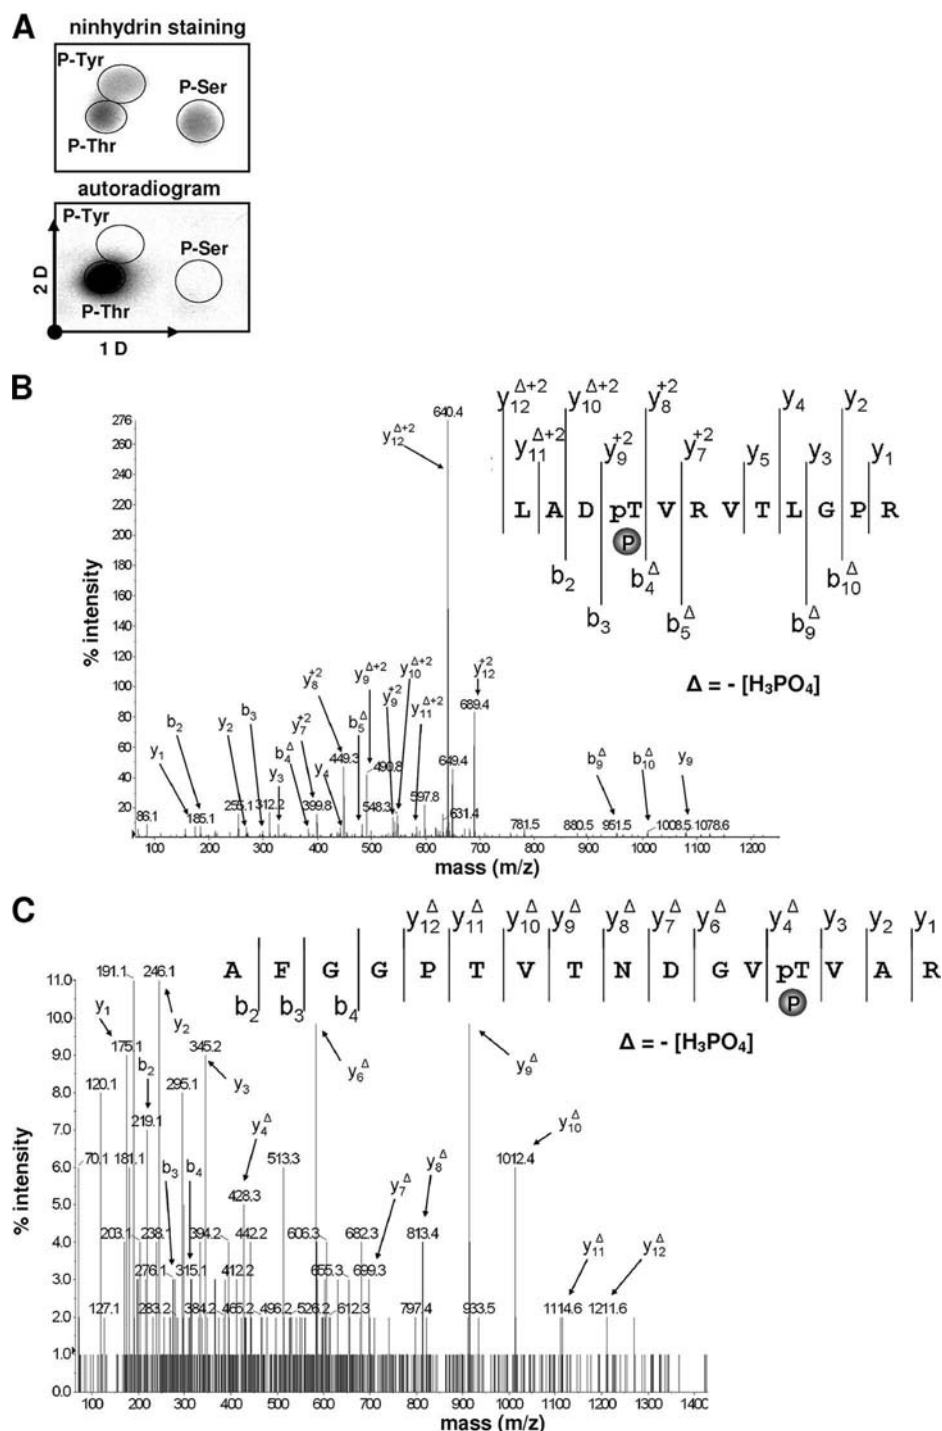 A
ninhydrin staining
P-Tyr
P-Ser
P-Thr
autoradiogram
P-Tyr
P-Ser
P-Thr
2 D
1 D
B
% intensity
276
260
240
220
200
180
160
140
120
100
80
60
40
20
640.4
y12Δ+2
y12Δ+2 y10Δ+2 y8+2 y4 y2
y11Δ+2 y9+2 y7+2 y5 y3 y1
L A D pT V R V T L G P R
P
b2 b4Δ b10Δ
b3 b5Δ b9Δ
Δ = - [H3PO4]
y1 b2 y2 b3 y3 b4Δ y7+2 y4 y8+2 b5Δ y9Δ+2 y9+2 y10Δ+2 y11Δ+2 y12+2
b9Δ b10Δ y9
689.4
449.3 490.8 649.4
86.1 185.1 255.1 312.2 399.8 548.3 597.8 631.4 781.5 880.5 951.5 1008.5 1078.6
100 200 300 400 500 600 700 800 900 1000 1100 1200
mass (m/z)
C
y12Δ y11Δ y10Δ y9Δ y8Δ y7Δ y6Δ y4Δ y3 y2 y1
A F G G P T V T N D G V pT V A R
b2 b3 b4
P
Δ = - [H3PO4]
% intensity
11.0
10.0
9.0
8.0
7.0
6.0
5.0
4.0
3.0
2.0
1.0
0.0
191.1 246.1
y1 y2 y6Δ y9Δ
175.1 345.2
b2 y3
120.1 295.1
219.1 y4Δ y10Δ
70.1 181.1 b3 b4 513.3 y8Δ 1012.4
428.3 y7Δ
203.1 238.1 394.2 442.2 606.3 682.3 813.4 y11Δ y12Δ
276.1 315.1 412.2 655.3 699.3
127.1 283.2 384.2 465.2 496.2 526.2 612.3 797.4 933.5 1114.6 1211.6
100 200 300 400 500 600 700 800 900 1000 1100 1200 1300 1400
mass (m/z)